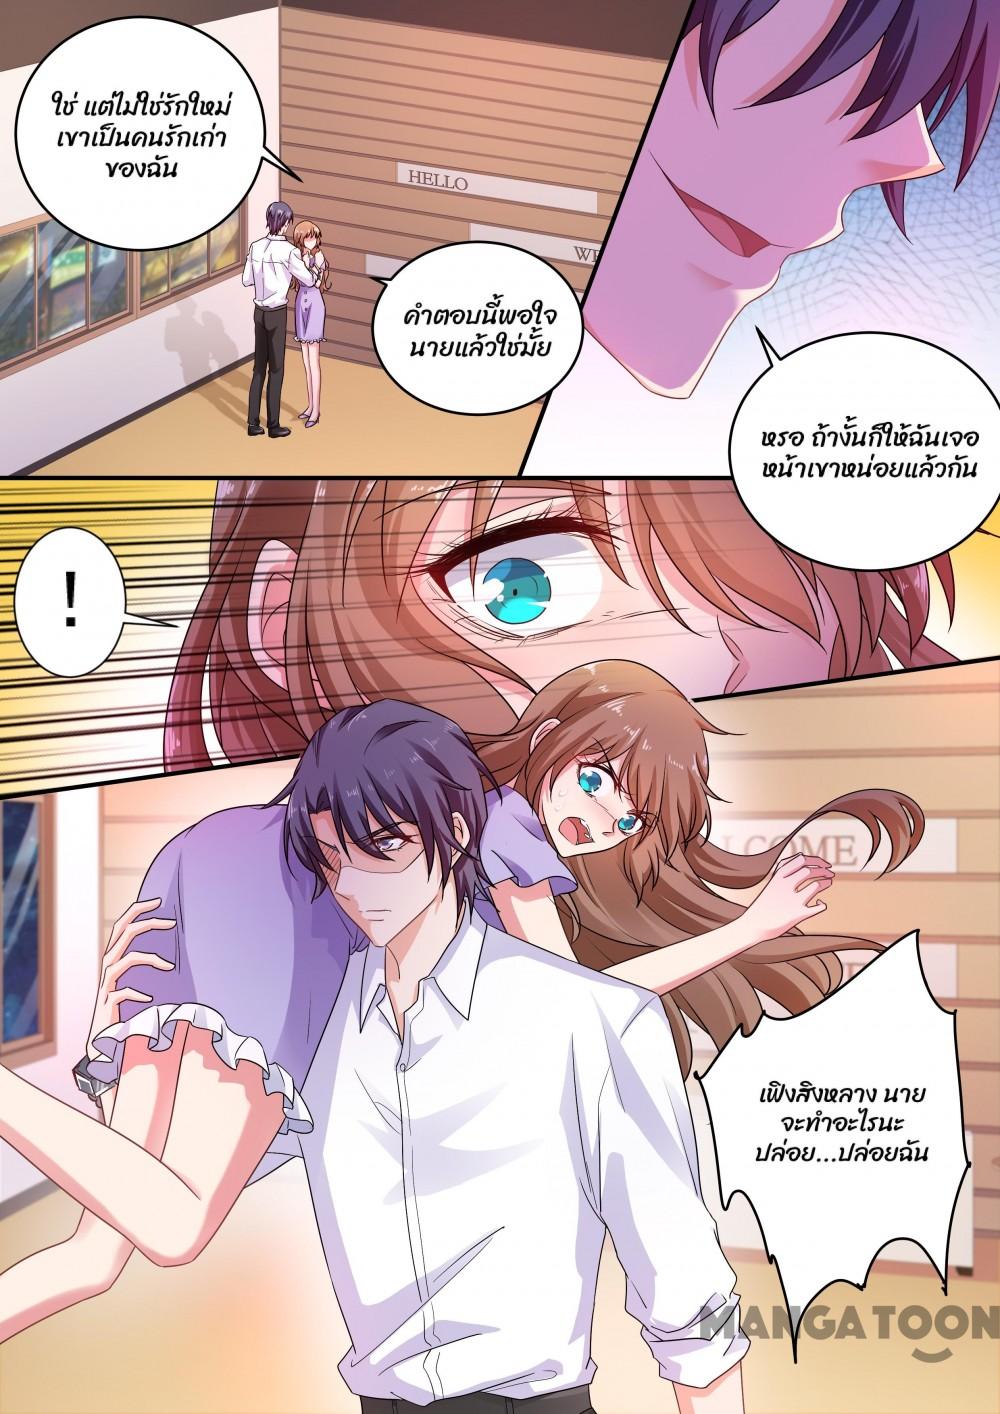 ใช่ แต่ไม่ใช่รักใหม่
เขาเป็นคนรักเก่า
ของฉัน
HELLO
WE
คำตอบนี้พอใจ
นายแล้วใช่มั้ย
หรอ ถ้างั้นก็ให้ฉันเจอ
หน้าเขาหน่อยแล้วกัน
!
COME
เฟิงสิงหลาง นาย
จะทำอะไรนะ
ปล่อย...ปล่อยฉัน
MANGATOON